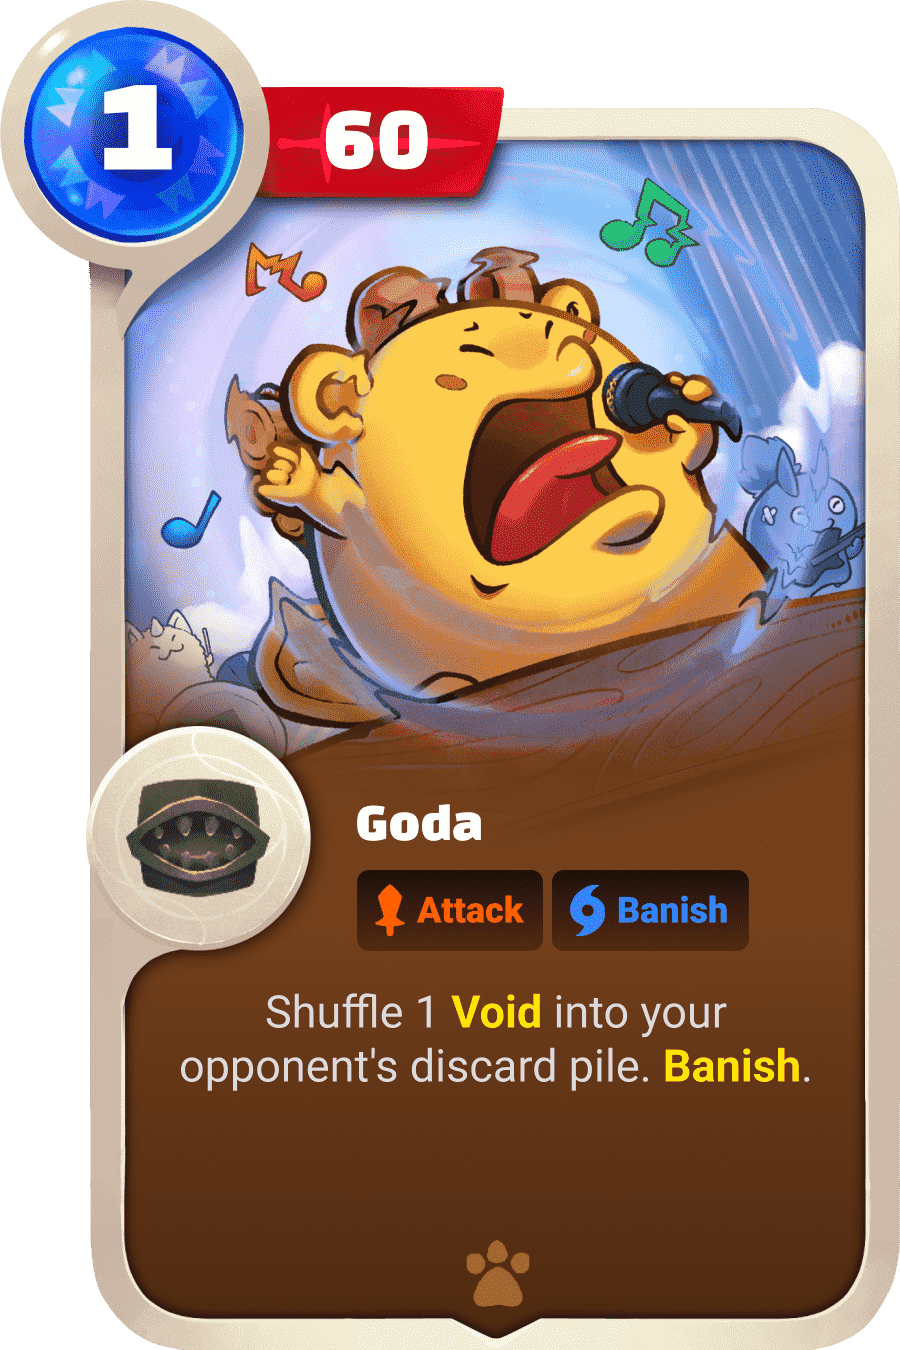 1
60
Goda
Attack Banish
Shuffle 1 Void into your
opponent's discard pile. Banish.